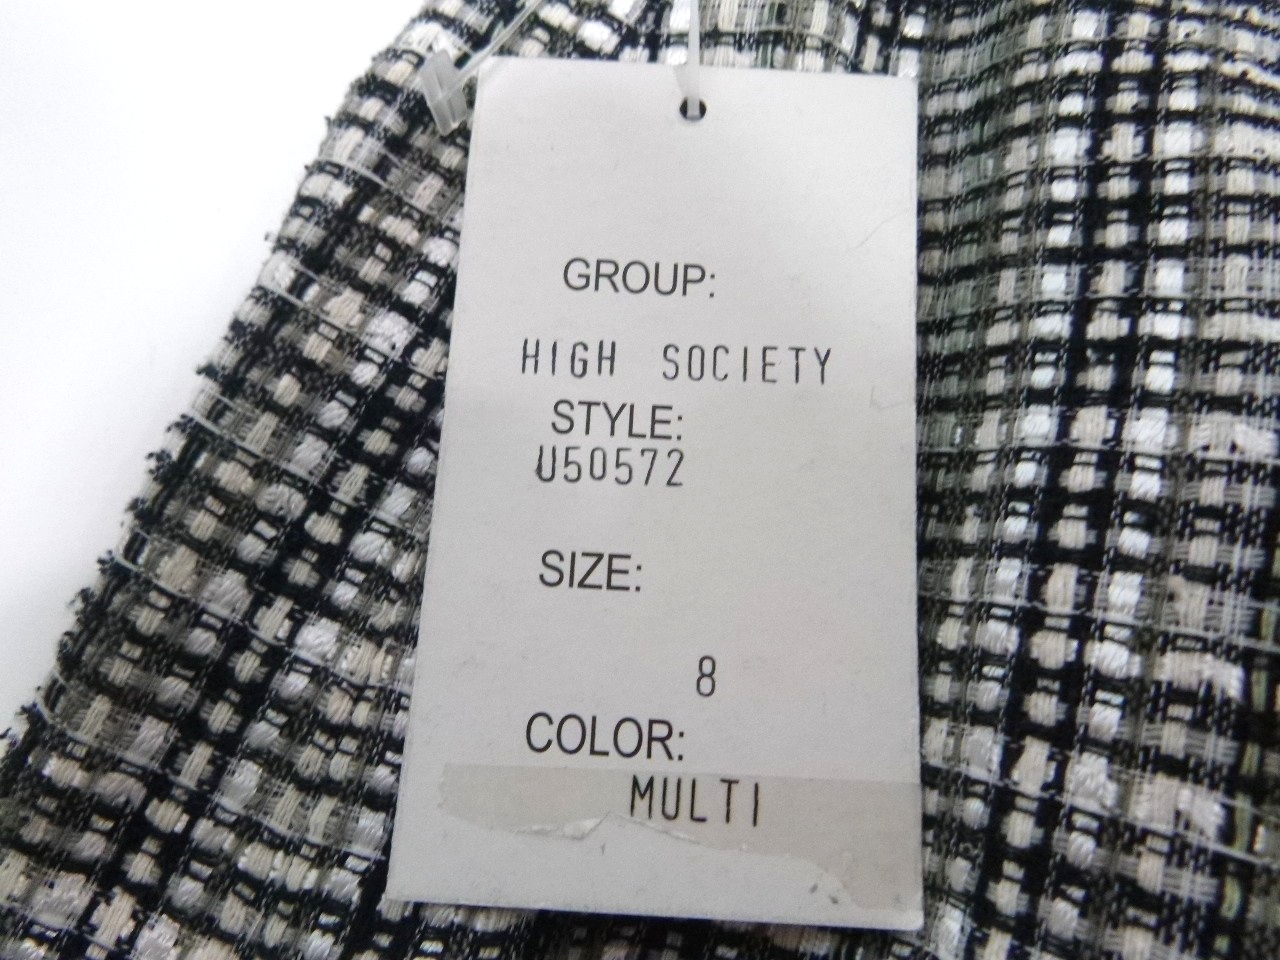 GROUP:
HIGH SOCIETY
STYLE:
U50572
SIZE:
8
COLOR:
MULTI